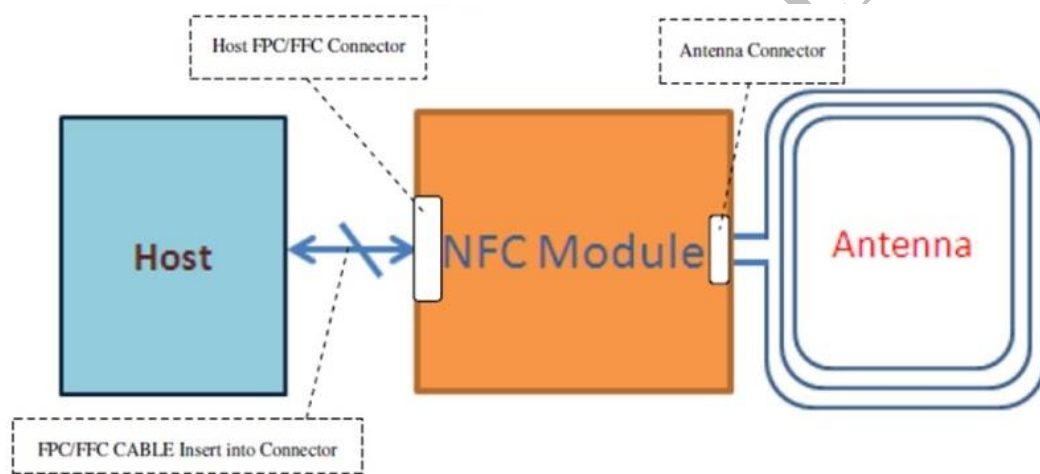 Host FPC/FFC Connector
Antenna Connector
Host
NFC Module
Antenna
FPC/FFC CABLE Insert into Connector